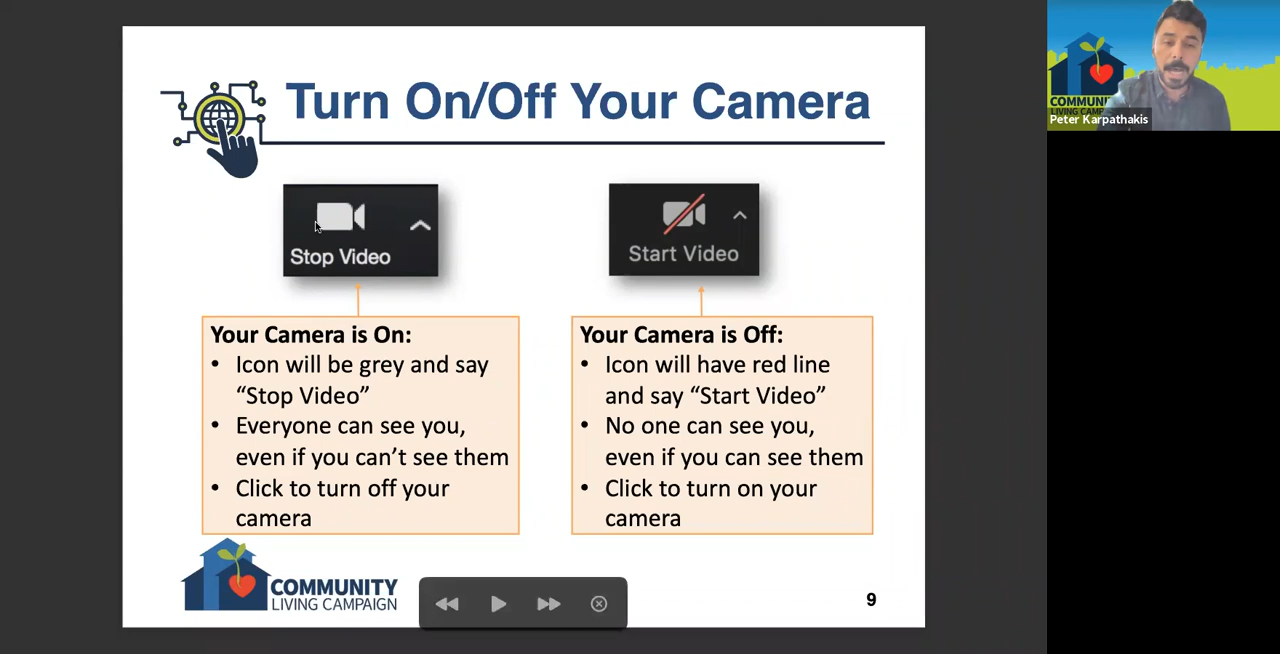 Turn On/Off Your Camera
Stop Video
Start Video
Your Camera is On:
• Icon will be grey and say
“Stop Video”
• Everyone can see you,
even if you can’t see them
• Click to turn off your
camera
Your Camera is Off:
• Icon will have red line
and say “Start Video”
• No one can see you,
even if you can see them
• Click to turn on your
camera
COMMUNITY
LIVING CAMPAIGN
9
COMMUNI
LIVING CAMP
Peter Karpathakis